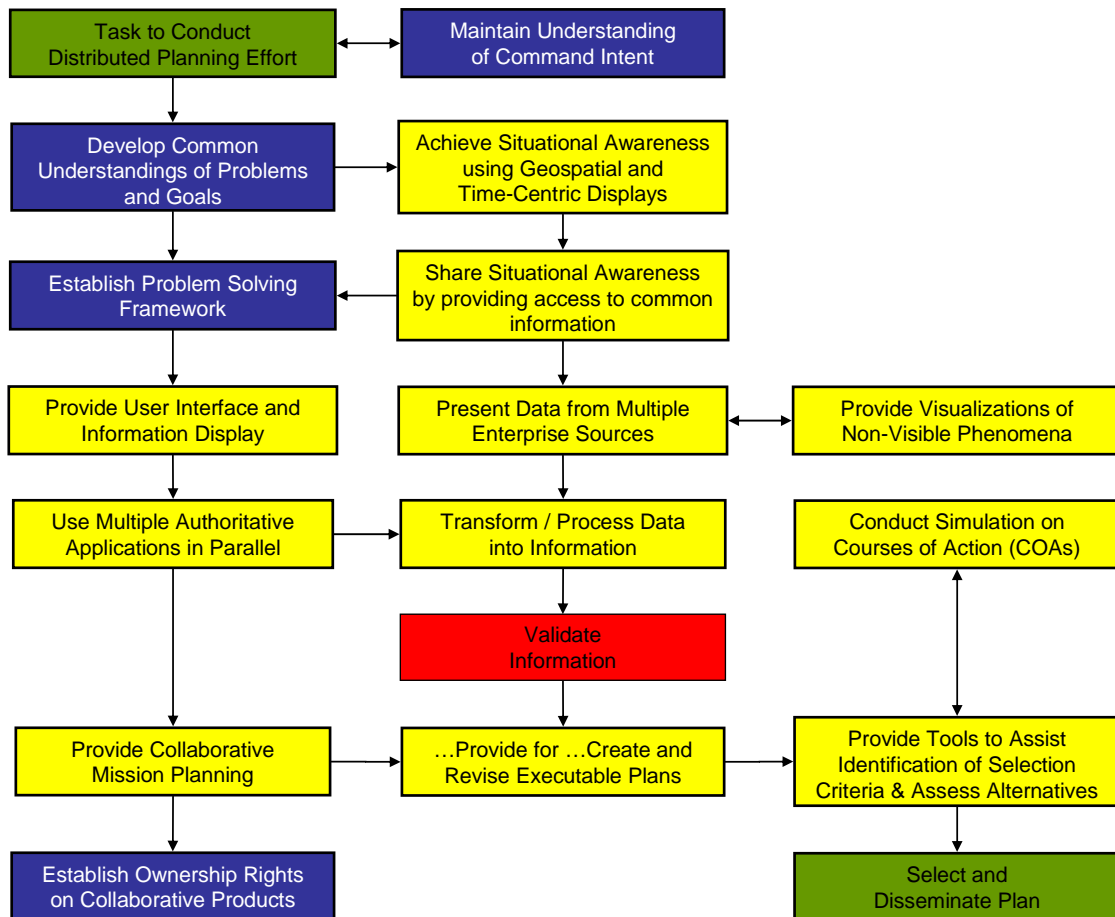 Task to Conduct
Distributed Planning Effort
Maintain Understanding
of Command Intent
Develop Common
Understandings of Problems
and Goals
Achieve Situational Awareness
using Geospatial and
Time-Centric Displays
Establish Problem Solving
Framework
Share Situational Awareness
by providing access to common
information
Provide User Interface and
Information Display
Present Data from Multiple
Enterprise Sources
Provide Visualizations of
Non-Visible Phenomena
Use Multiple Authoritative
Applications in Parallel
Transform / Process Data
into Information
Conduct Simulation on
Courses of Action (COAs)
Validate
Information
Provide Collaborative
Mission Planning
…Provide for …Create and
Revise Executable Plans
Provide Tools to Assist
Identification of Selection
Criteria & Assess Alternatives
Establish Ownership Rights
on Collaborative Products
Select and
Disseminate Plan